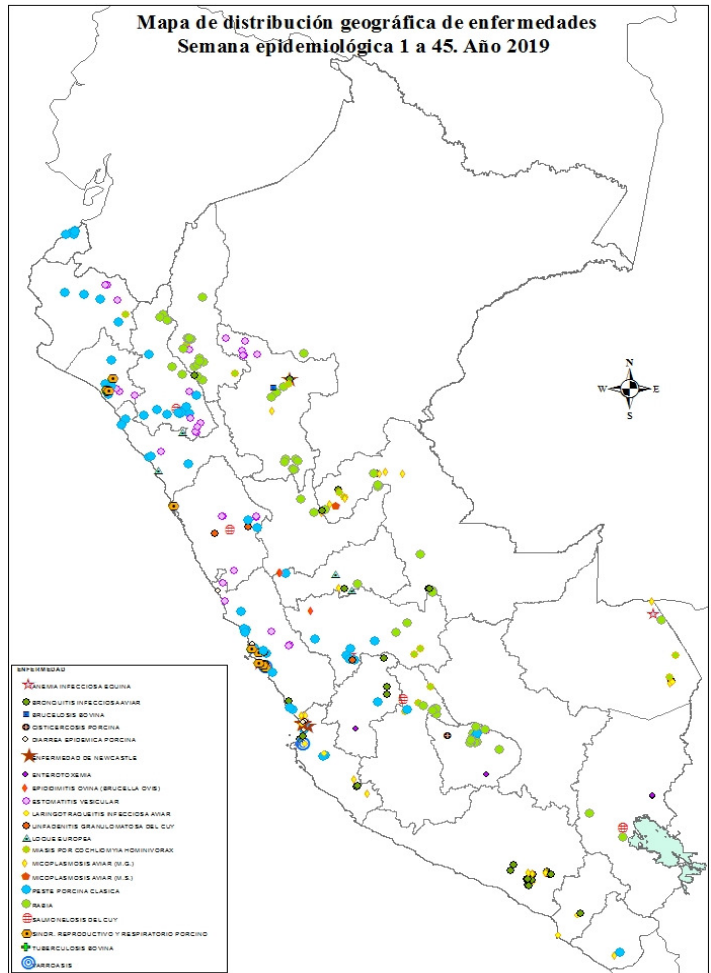 Mapa de distribución geográfica de enfermedades
Semana epidemiológica 1 a 45. Año 2019
N
W E
S
ENFERMEDAD
ANEMIA INFECCIOSA EQUINA
BRONQUITIS INFECCIOSA AVIAR
BRUCELOSIS BOVINA
CISTICERCOSIS PORCINA
DIARREA EPIDEMICA PORCINA
ENFERMEDAD DE NEWCASTLE
ENTEROTOXEMIA
EPIDIDIMITIS OVINA (BRUCELLA OVIS)
ESTOMATITIS VESICULAR
LARINGOTRAQUEITIS INFECCIOSA AVIAR
LINFAGENITIS GRANULOMATOSA DEL CUY
LOQUE EUROPEA
MIASIS POR COCHLIOMYIA HOMINIVORAX
MICOPLASMOSIS AVIAR (M.G.)
MICOPLASMOSIS AVIAR (M.S.)
PESTE PORCINA CLASICA
RABIA
SALMONELOSIS DEL CUY
SINDR. REPRODUCTIVO Y RESPIRATORIO PORCINO
TUBERCULOSIS BOVINA
VARROASIS